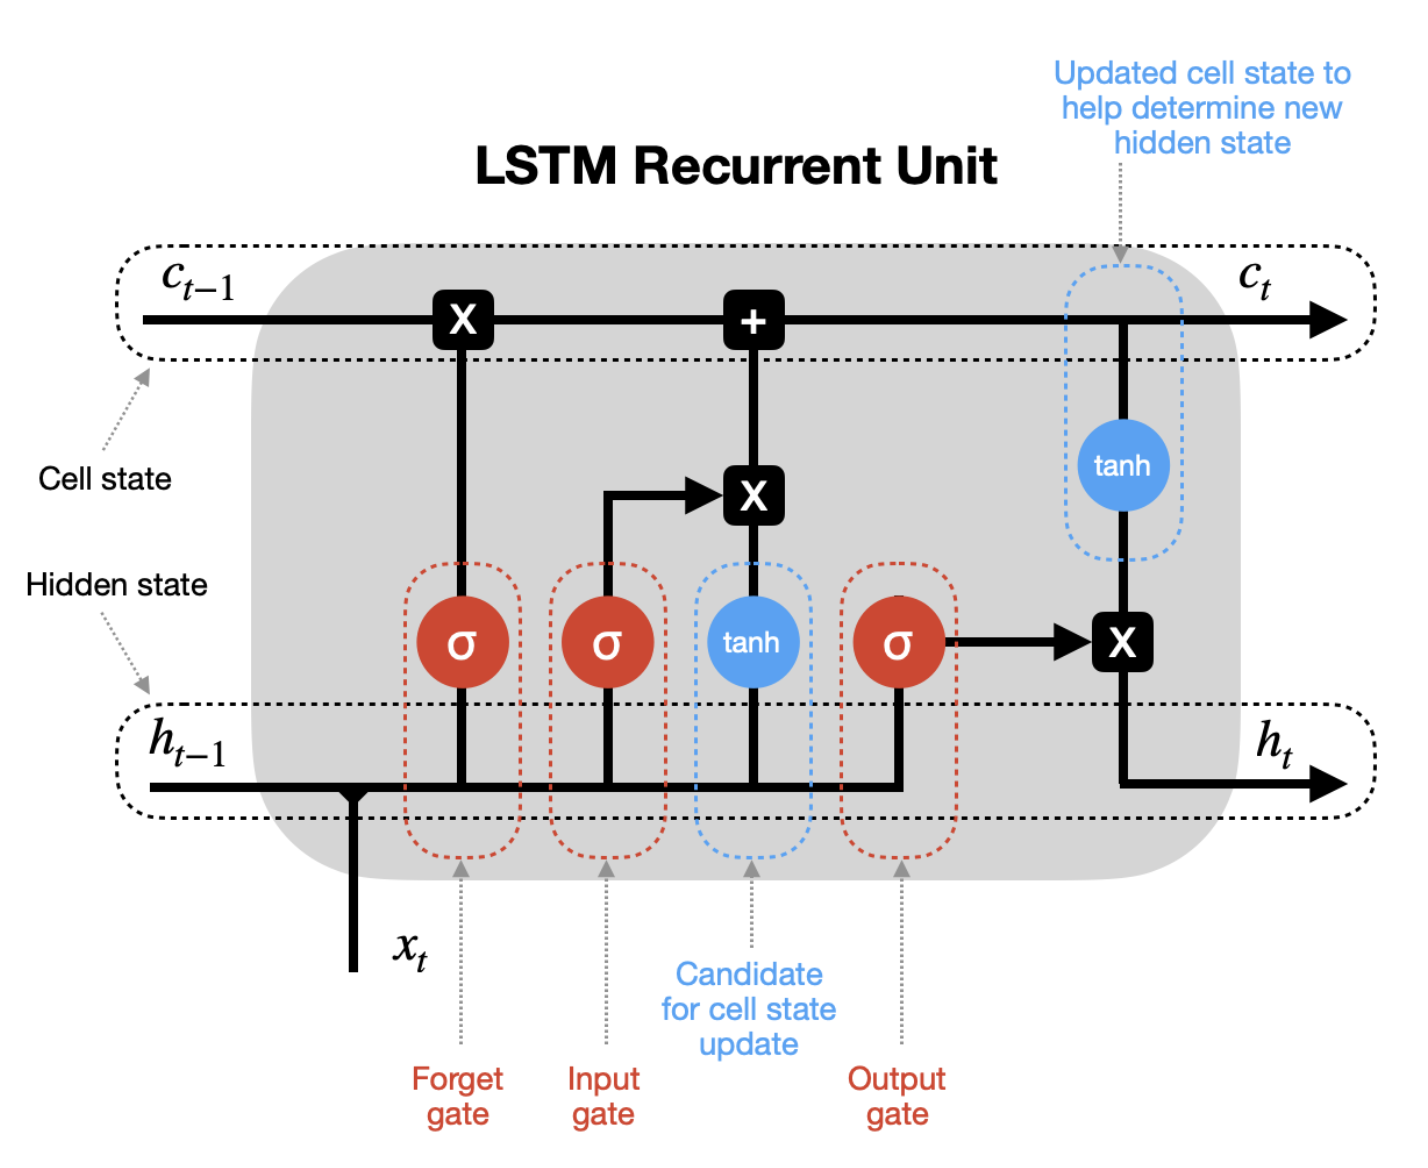 Updated cell state to
help determine new
hidden state
LSTM Recurrent Unit
c_{t−1}
c_t
X
+
Cell state
tanh
X
Hidden state
σ
σ
tanh
σ
X
h_{t−1}
h_t
x_t
Candidate
for cell state
update
Forget
gate
Input
gate
Output
gate